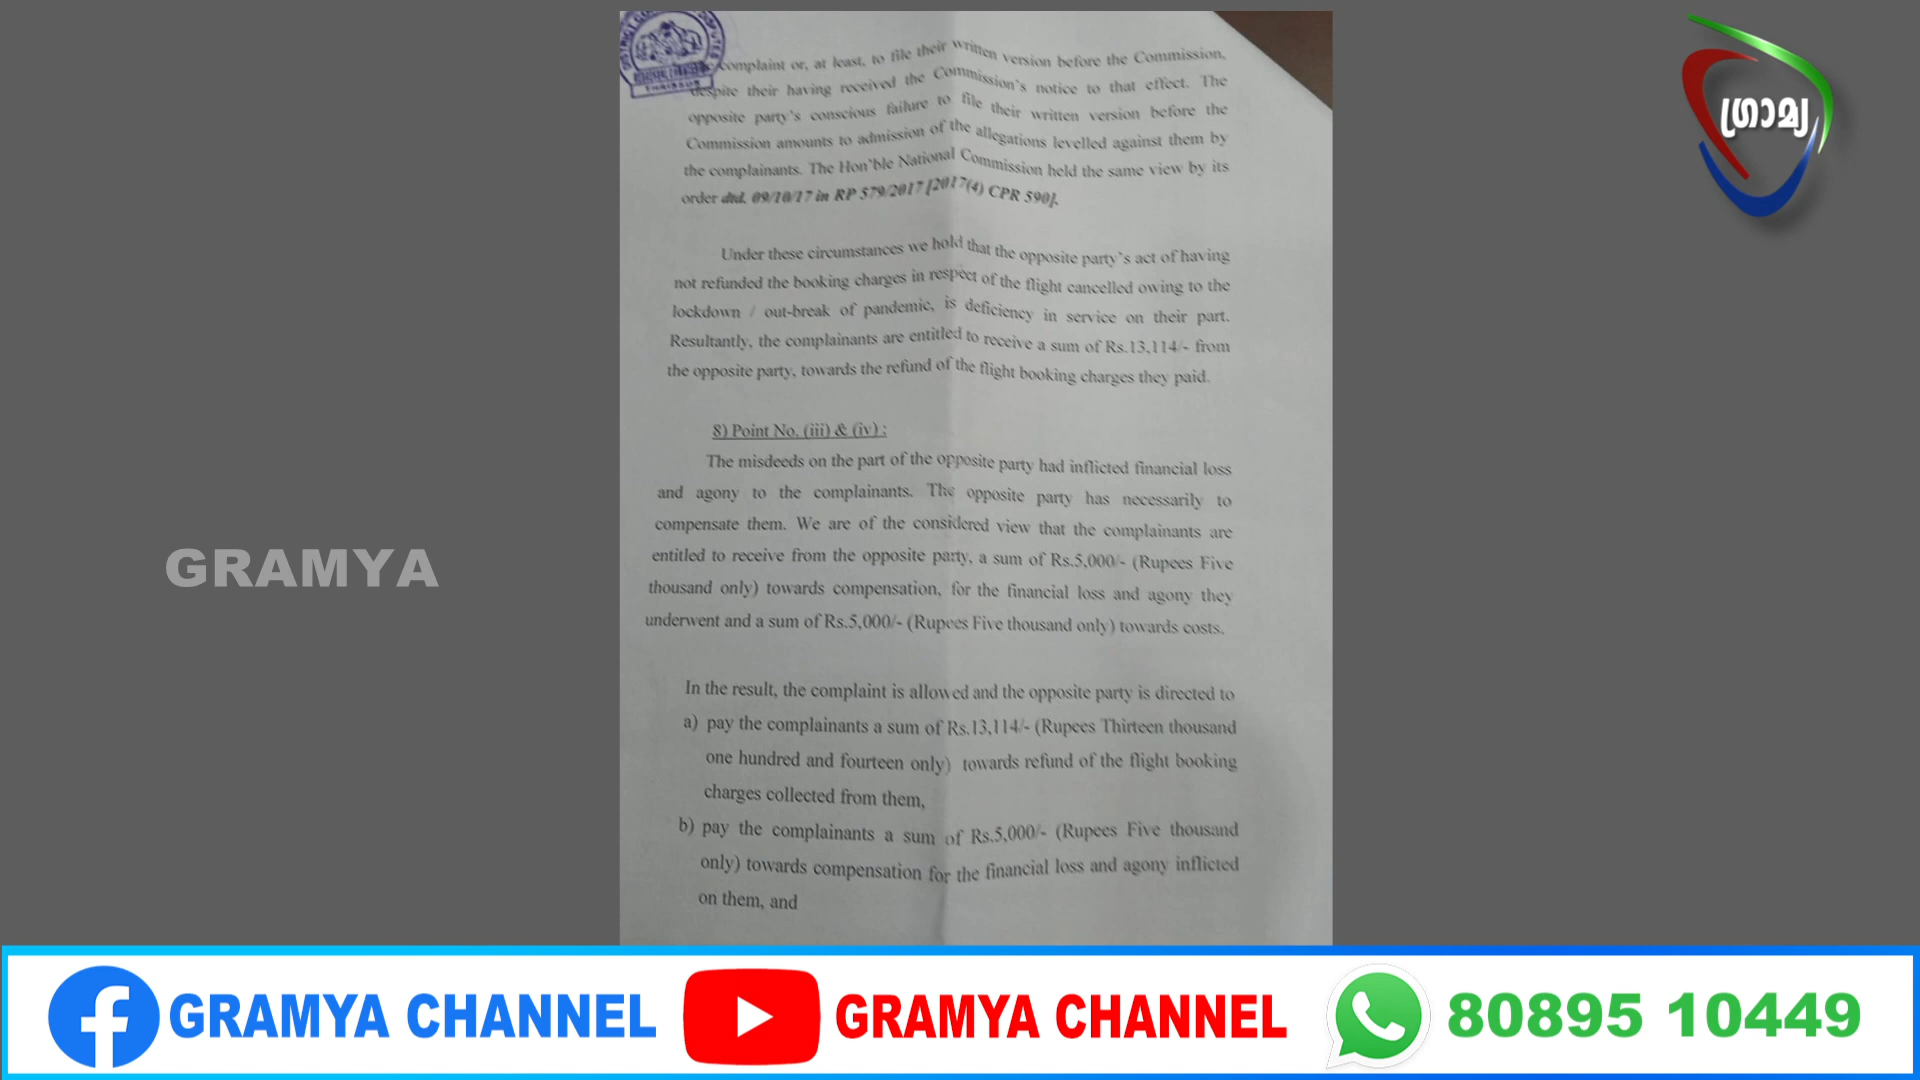 complaint or, at least, to file their written version before the Commission,
despite their having received the Commission's notice to that effect. The
opposite party's conscious failure to file their written version before the
Commission amounts to admission of the allegations levelled against them by
the complainants. The Hon'ble National Commission held the same view by its
order dtd. 09/10/17 in RP 579/2017 [2017(4) CPR 590].
Under these circumstances we hold that the opposite party's act of having
not refunded the booking charges in respect of the flight cancelled owing to the
lockdown / out-break of pandemic, is deficiency in service on their part.
Resultantly, the complainants are entitled to receive a sum of Rs.13,114/- from
the opposite party, towards the refund of the flight booking charges they paid.
8) Point No. (iii) & (iv) :
The misdeeds on the part of the opposite party had inflicted financial loss
and agony to the complainants. The opposite party has necessarily to
compensate them. We are of the considered view that the complainants are
entitled to receive from the opposite party, a sum of Rs.5,000/- (Rupees Five
thousand only) towards compensation, for the financial loss and agony they
underwent and a sum of Rs.5,000/- (Rupees Five thousand only) towards costs.
In the result, the complaint is allowed and the opposite party is directed to
a) pay the complainants a sum of Rs.13,114/- (Rupees Thirteen thousand
one hundred and fourteen only) towards refund of the flight booking
charges collected from them,
b) pay the complainants a sum of Rs.5,000/- (Rupees Five thousand
only) towards compensation for the financial loss and agony inflicted
on them, and
ഗ്രാമ്യ
GRAMYA
GRAMYA CHANNEL GRAMYA CHANNEL 80895 10449